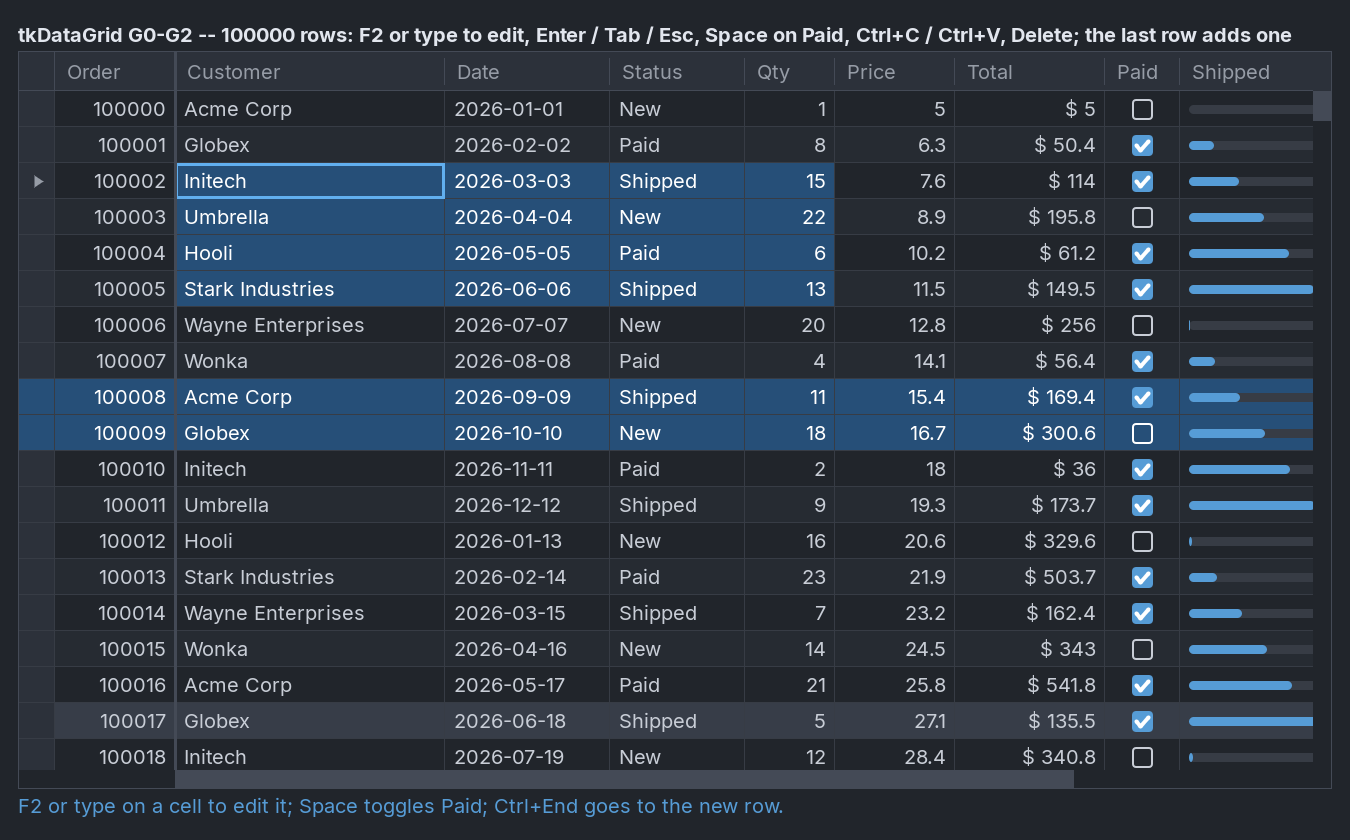 tkDataGrid G0-G2 -- 100000 rows: F2 or type to edit, Enter / Tab / Esc, Space on Paid, Ctrl+C / Ctrl+V, Delete; the last row adds one
Order Customer Date Status Qty Price Total Paid Shipped
100000 Acme Corp 2026-01-01 New 1 5 $ 5
100001 Globex 2026-02-02 Paid 8 6.3 $ 50.4
100002 Initech 2026-03-03 Shipped 15 7.6 $ 114
100003 Umbrella 2026-04-04 New 22 8.9 $ 195.8
100004 Hooli 2026-05-05 Paid 6 10.2 $ 61.2
100005 Stark Industries 2026-06-06 Shipped 13 11.5 $ 149.5
100006 Wayne Enterprises 2026-07-07 New 20 12.8 $ 256
100007 Wonka 2026-08-08 Paid 4 14.1 $ 56.4
100008 Acme Corp 2026-09-09 Shipped 11 15.4 $ 169.4
100009 Globex 2026-10-10 New 18 16.7 $ 300.6
100010 Initech 2026-11-11 Paid 2 18 $ 36
100011 Umbrella 2026-12-12 Shipped 9 19.3 $ 173.7
100012 Hooli 2026-01-13 New 16 20.6 $ 329.6
100013 Stark Industries 2026-02-14 Paid 23 21.9 $ 503.7
100014 Wayne Enterprises 2026-03-15 Shipped 7 23.2 $ 162.4
100015 Wonka 2026-04-16 New 14 24.5 $ 343
100016 Acme Corp 2026-05-17 Paid 21 25.8 $ 541.8
100017 Globex 2026-06-18 Shipped 5 27.1 $ 135.5
100018 Initech 2026-07-19 New 12 28.4 $ 340.8
F2 or type on a cell to edit it; Space toggles Paid; Ctrl+End goes to the new row.